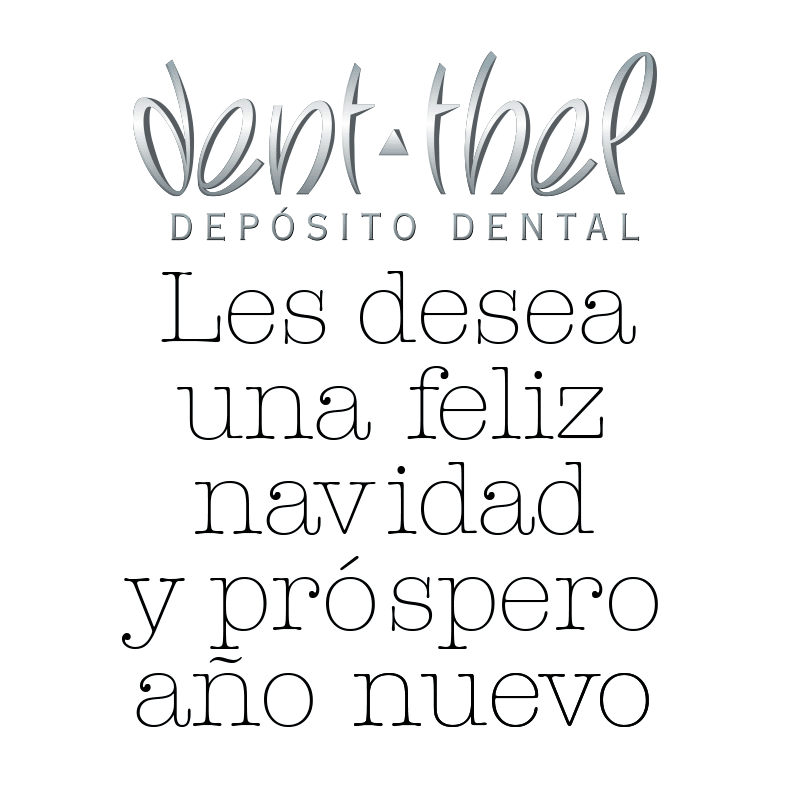 dent▲thel
DEPÓSITO DENTAL
Les desea
una feliz
navidad
y próspero
año nuevo